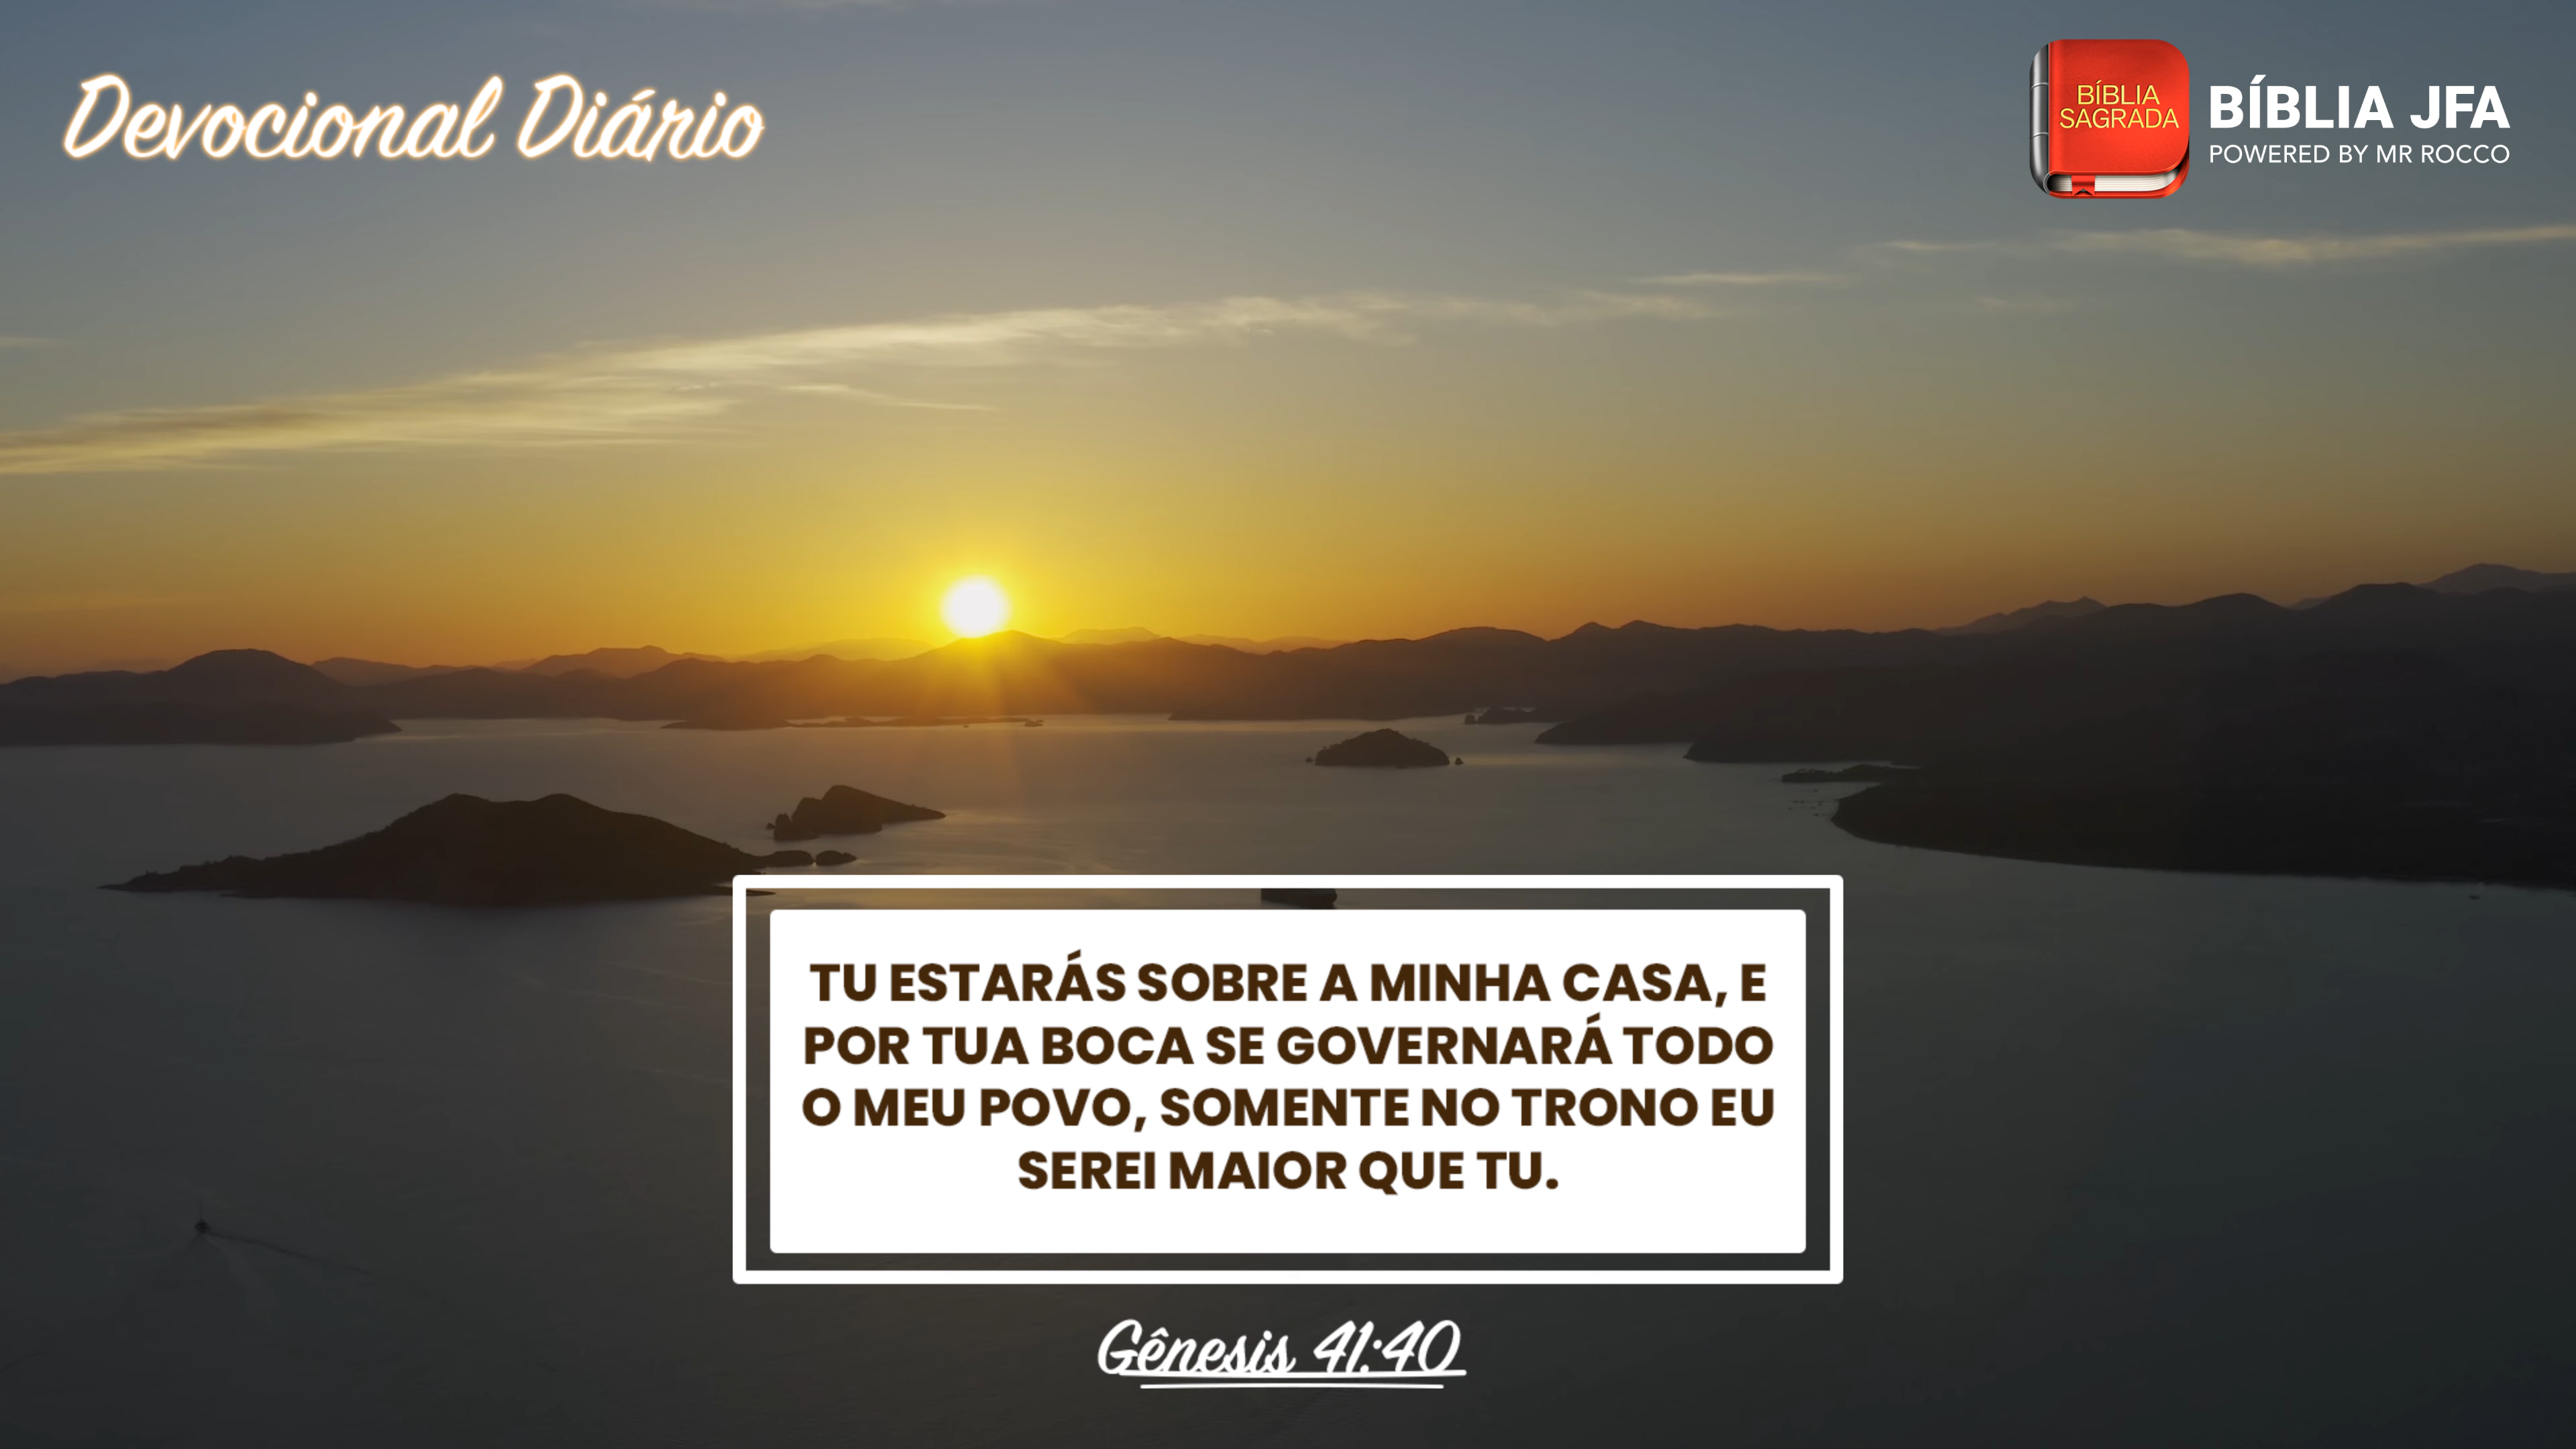 Devocional Diário
BÍBLIA
SAGRADA
BÍBLIA JFA
POWERED BY MR ROCCO
TU ESTARÁS SOBRE A MINHA CASA, E
POR TUA BOCA SE GOVERNARÁ TODO
O MEU POVO, SOMENTE NO TRONO EU
SEREI MAIOR QUE TU.
Gênesis 41:40